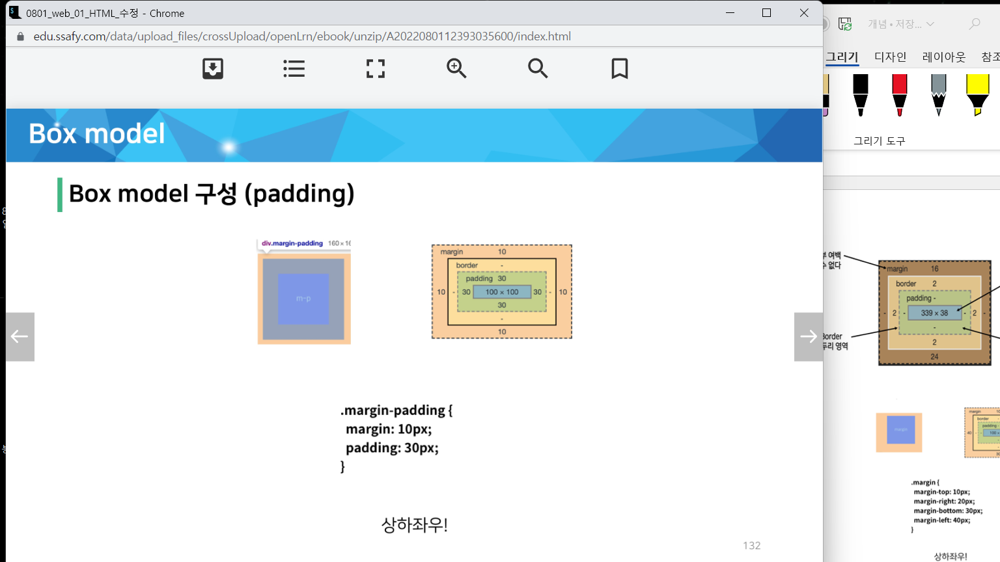 0801_web_01_HTML_수정 - Chrome
edu.ssafy.com/data/upload_files/crossUpload/openLrn/ebook/unzip/A2022080112393035600/index.html
Box model
Box model 구성 (padding)
div.margin-padding 160 × 16
m-p
margin 10
border -
padding 30
10 - 30 100 × 100 30 - 10
30
-
10
.margin-padding {
margin: 10px;
padding: 30px;
}
상하좌우!
132
개념 • 저장...
그리기 디자인 레이아웃 참조
그리기 도구
부 여백
수 없다
margin 16
border 2
padding -
- 2 - 339 × 38 - 2 -
-
2
24
Border
두리 영역
margin
margin 10
border
padding -
40 - - 100 ×
30
.margin {
margin-top: 10px;
margin-right: 20px;
margin-bottom: 30px;
margin-left: 40px;
}
상하좌우!